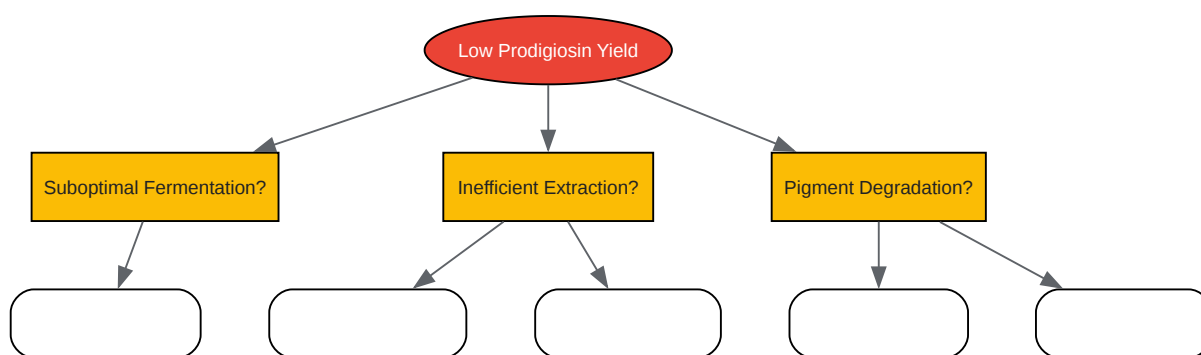 Low Prodigiosin Yield
Suboptimal Fermentation?
Inefficient Extraction?
Pigment Degradation?